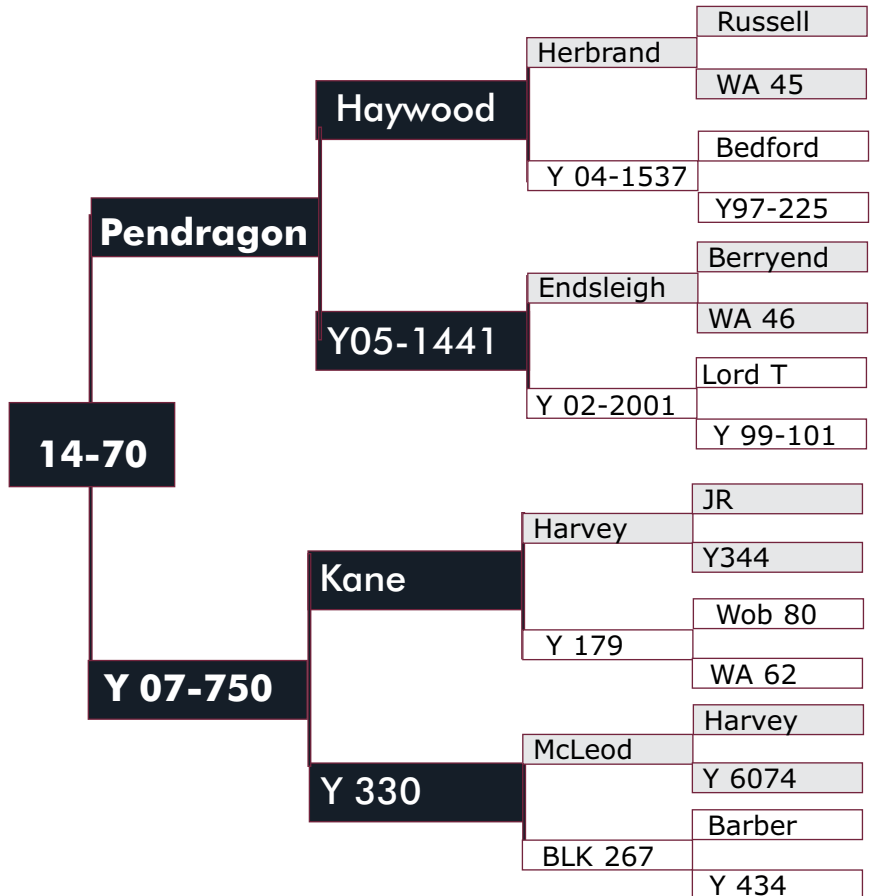 Russell
Herbrand
WA 45
Haywood
Bedford
Y 04-1537
Y97-225
Pendragon
Berryend
Endsleigh
WA 46
Y05-1441
Lord T
Y 02-2001
Y 99-101
14-70
JR
Harvey
Y344
Kane
Wob 80
Y 179
WA 62
Y 07-750
Harvey
McLeod
Y 6074
Y 330
Barber
BLK 267
Y 434